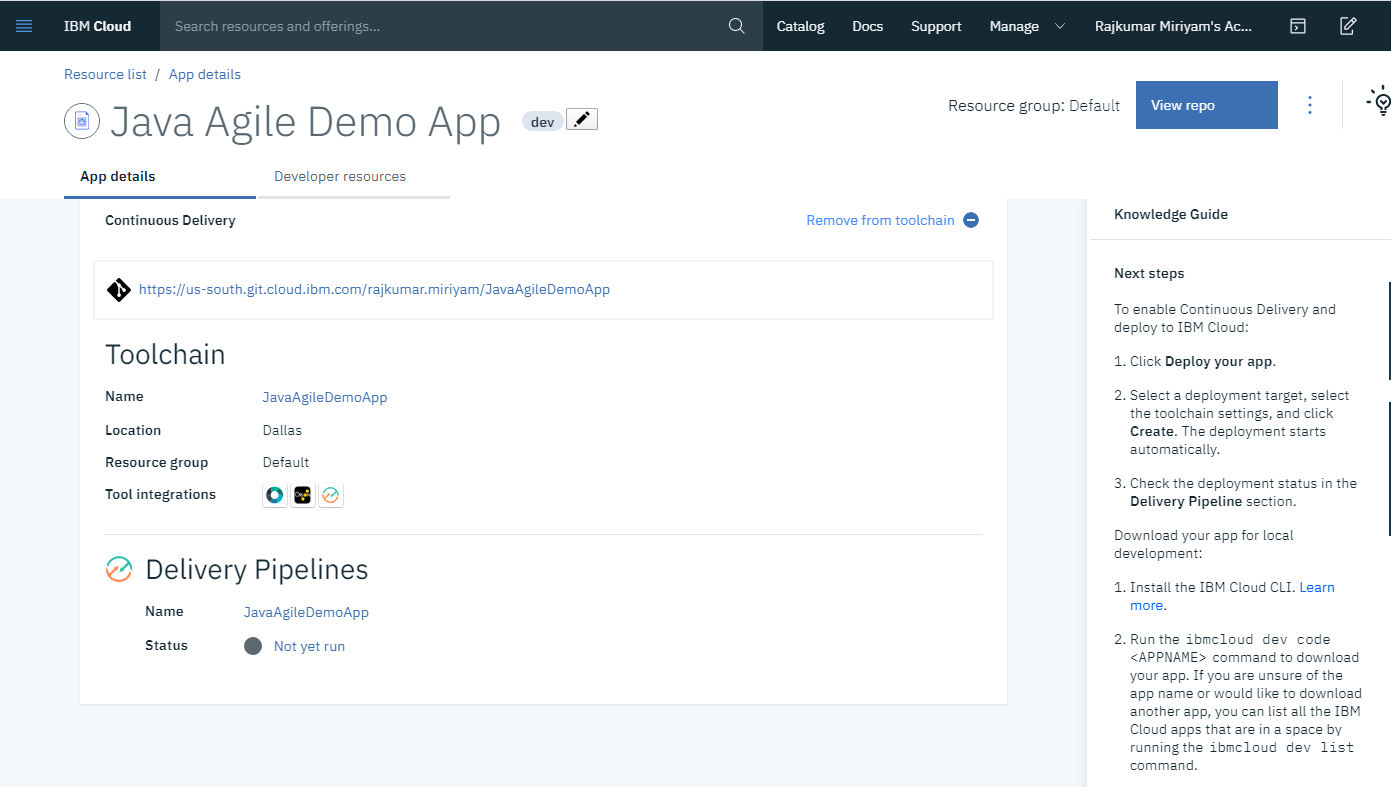 IBM Cloud
Search resources and offerings...
Catalog
Docs
Support
Manage
Rajkumar Miriyam's Ac...
Resource list / App details
Java Agile Demo App
dev
Resource group: Default
View repo
App details
Developer resources
Continuous Delivery
Remove from toolchain
https://us-south.git.cloud.ibm.com/rajkumar.miriyam/JavaAgileDemoApp
Toolchain
Name
JavaAgileDemoApp
Location
Dallas
Resource group
Default
Tool integrations
Delivery Pipelines
Name
JavaAgileDemoApp
Status
Not yet run
Knowledge Guide
Next steps
To enable Continuous Delivery and
deploy to IBM Cloud:
1. Click Deploy your app.
2. Select a deployment target, select
the toolchain settings, and click
Create. The deployment starts
automatically.
3. Check the deployment status in the
Delivery Pipeline section.
Download your app for local
development:
1. Install the IBM Cloud CLI. Learn
more.
2. Run the ibmcloud dev code
<APPNAME> command to download
your app. If you are unsure of the
app name or would like to download
another app, you can list all the IBM
Cloud apps that are in a space by
running the ibmcloud dev list
command.